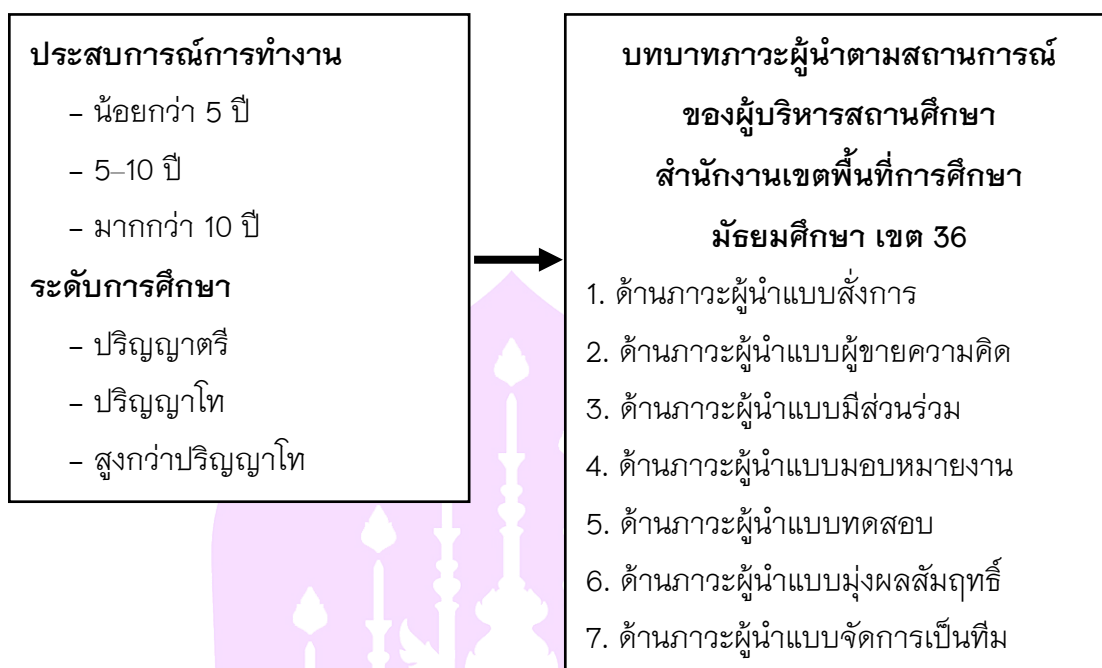 ประสบการณ์การทำงาน
– น้อยกว่า 5 ปี
– 5–10 ปี
– มากกว่า 10 ปี
ระดับการศึกษา
– ปริญญาตรี
– ปริญญาโท
– สูงกว่าปริญญาโท
บทบาทภาวะผู้นำตามสถานการณ์
ของผู้บริหารสถานศึกษา
สำนักงานเขตพื้นที่การศึกษา
มัธยมศึกษา เขต 36
1. ด้านภาวะผู้นำแบบสั่งการ
2. ด้านภาวะผู้นำแบบผู้ขายความคิด
3. ด้านภาวะผู้นำแบบมีส่วนร่วม
4. ด้านภาวะผู้นำแบบมอบหมายงาน
5. ด้านภาวะผู้นำแบบทดสอบ
6. ด้านภาวะผู้นำแบบมุ่งผลสัมฤทธิ์
7. ด้านภาวะผู้นำแบบจัดการเป็นทีม